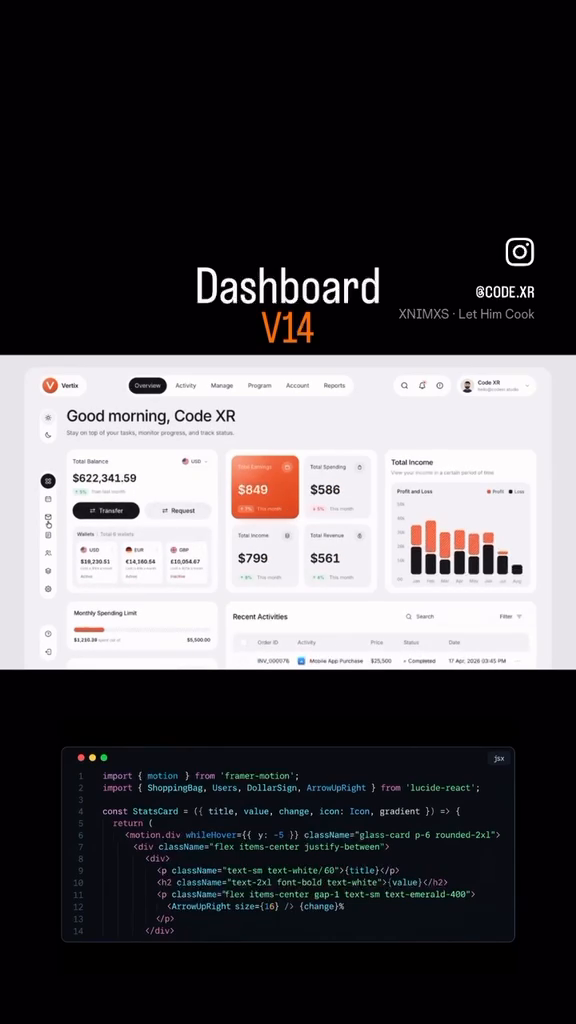 Dashboard
V14
@CODE.XR
XNIMXS · Let Him Cook
Vertix
Overview
Activity
Manage
Program
Account
Reports
Code XR
Good morning, Code XR
Stay on top of your tasks, monitor progress, and track status.
Total Balance
USD
$622,341.59
Transfer
Request
Wallets
Total 6 wallets
USD
$18,230.51
Active
EUR
€14,160.54
Active
GBP
£10,054.67
Inactive
Total Earnings
$849
This month
Total Spending
$586
This month
Total Income
$799
This month
Total Revenue
$561
This month
Total Income
View your income in a certain period of time
Profit and Loss
Profit
Loss
Jan Feb Mar Apr May Jun Jul Aug
Monthly Spending Limit
$5,500.00
Recent Activities
Search
Filter
Order ID
Activity
Price
Status
Date
INV_000076
Mobile App Purchase
$25,500
Completed
17 Apr, 2026 03:45 PM
jsx
1 import { motion } from 'framer-motion';
2 import { ShoppingBag, Users, DollarSign, ArrowUpRight } from 'lucide-react';
3
4 const StatsCard = ({ title, value, change, icon: Icon, gradient }) => {
5 return (
6 <motion.div whileHover={{ y: -5 }} className="glass-card p-6 rounded-2xl">
7 <div className="flex items-center justify-between">
8 <div>
9 <p className="text-sm text-white/60">{title}</p>
10 <h2 className="text-2xl font-bold text-white">{value}</h2>
11 <p className="flex items-center gap-1 text-sm text-emerald-400">
12 <ArrowUpRight size={16} /> {change}%
13 </p>
14 </div>